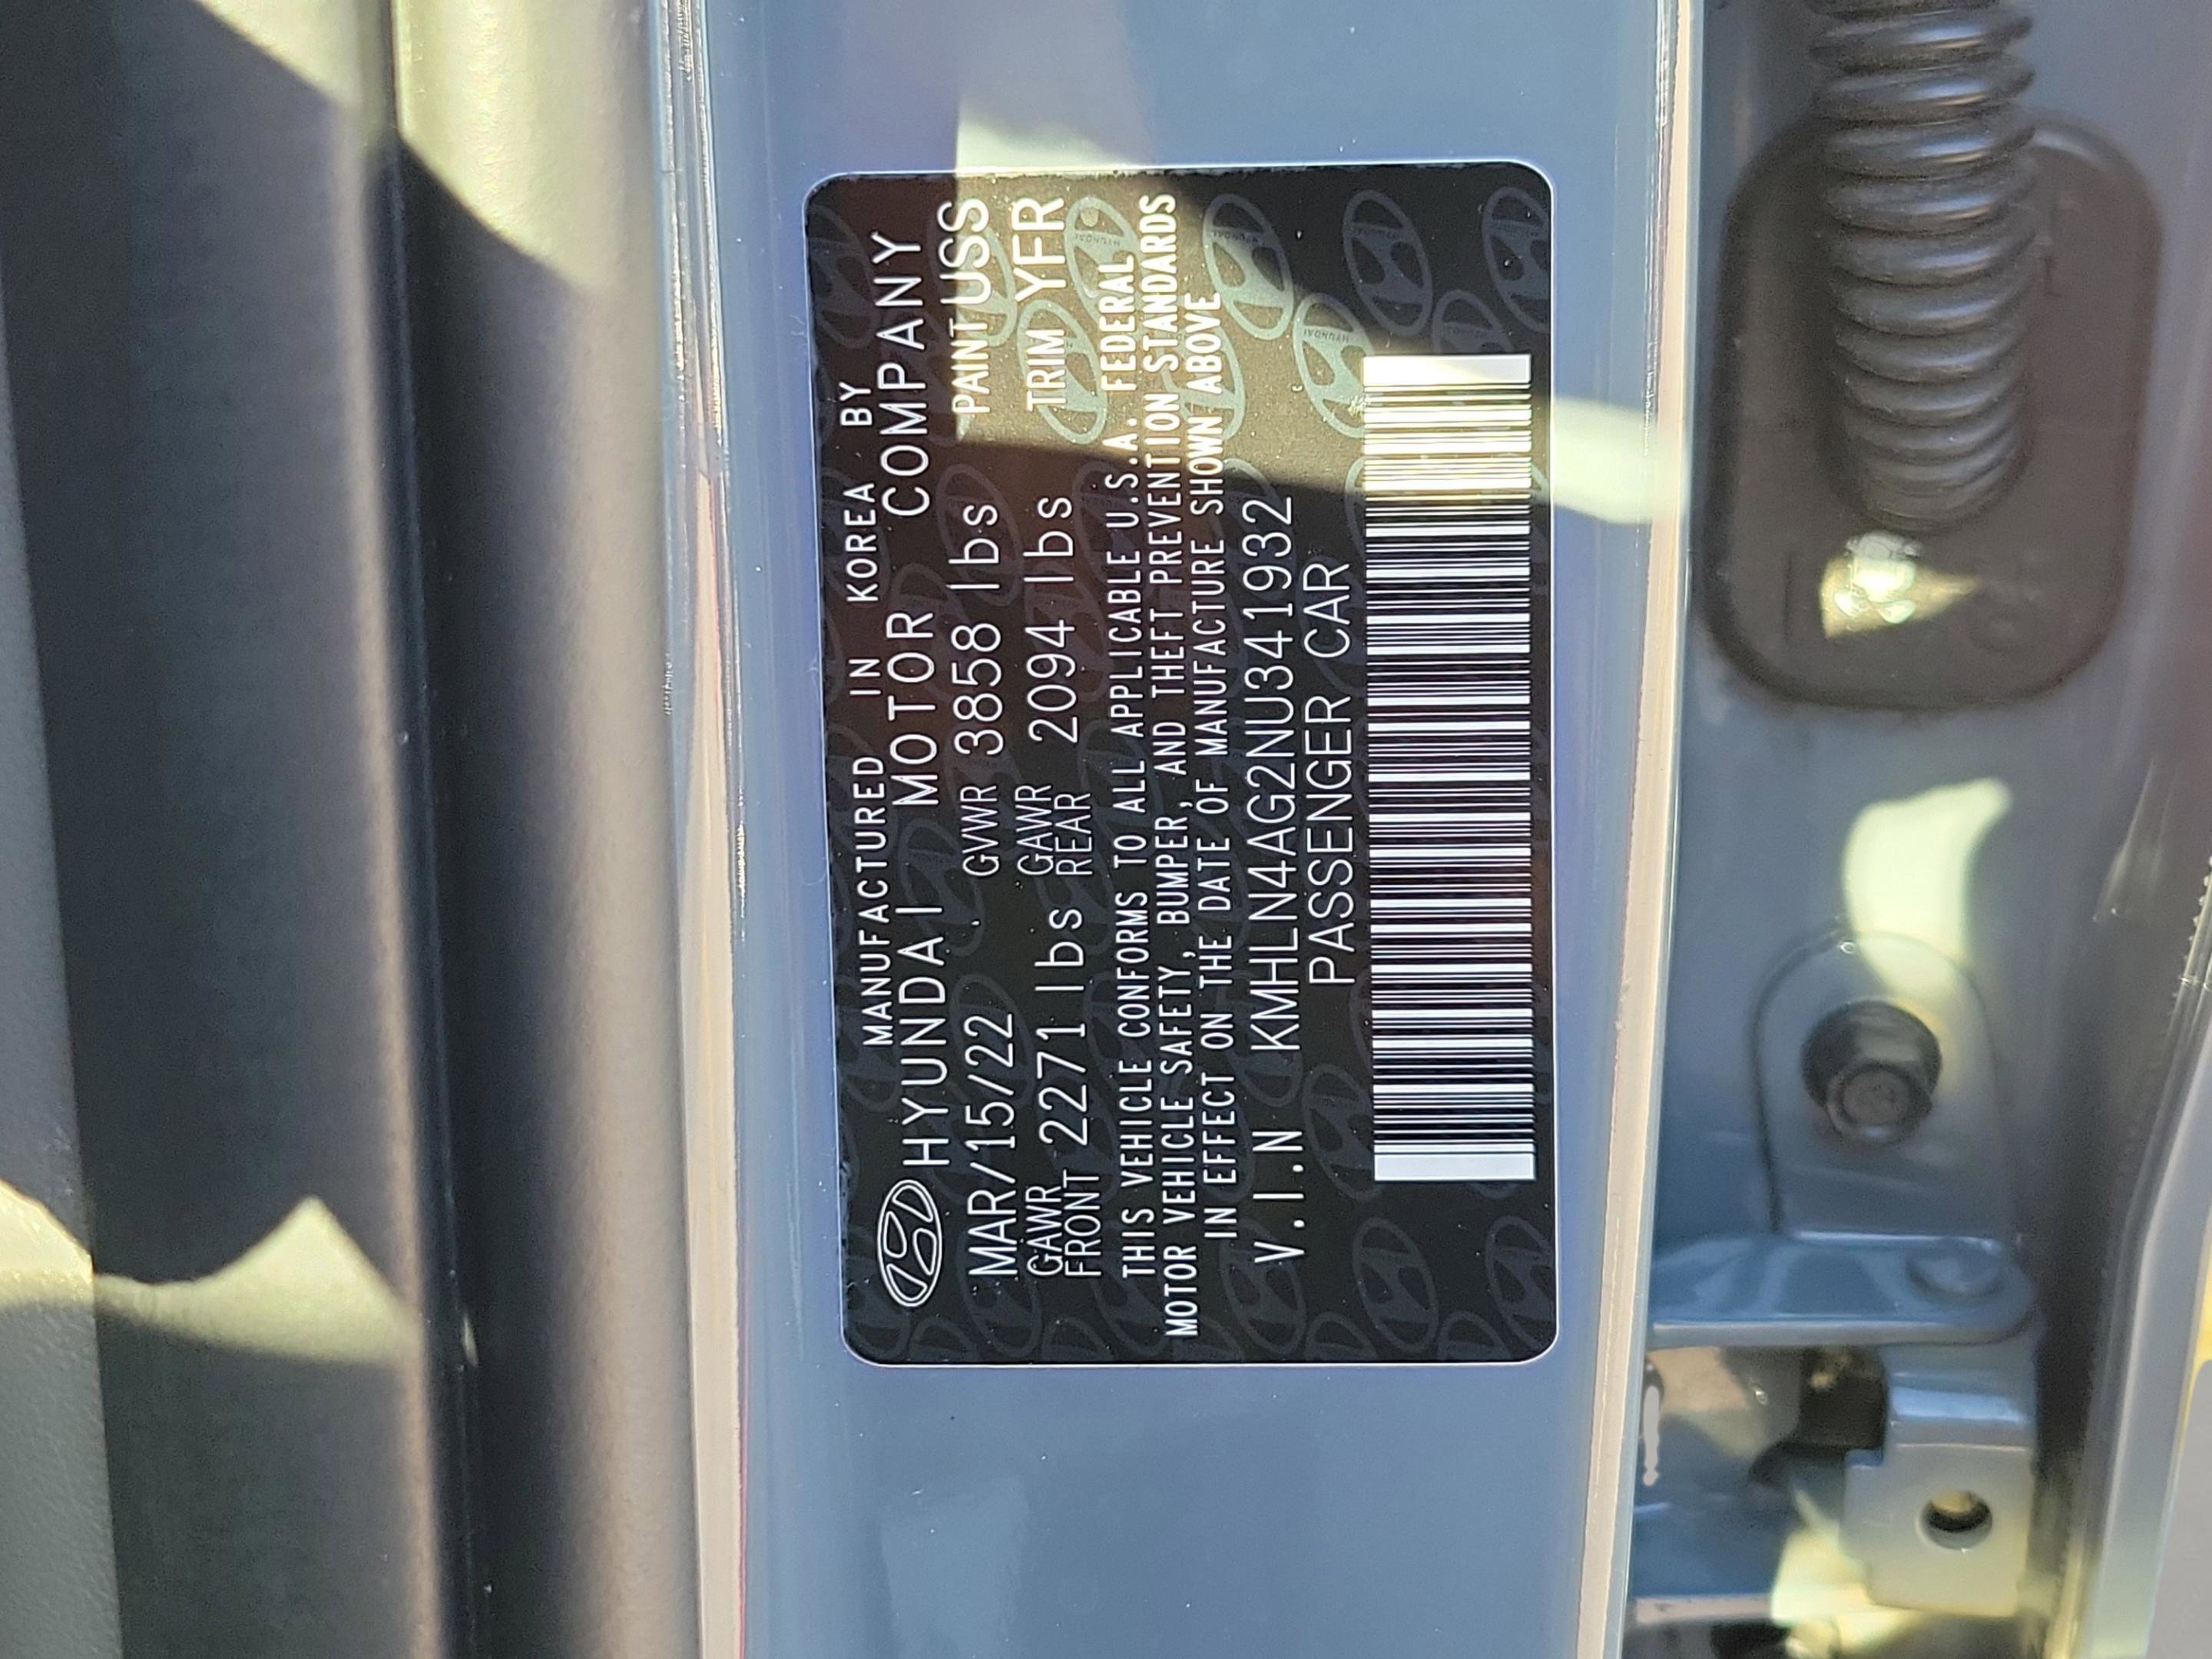 MANUFACTURED IN KOREA BY
HYUNDAI MOTOR COMPANY
MAR/15/22 GVWR 3858 lbs PAINT USS
GAWR FRONT 2271 lbs GAWR REAR 2094 lbs TRIM YFR
THIS VEHICLE CONFORMS TO ALL APPLICABLE U.S.A. FEDERAL
MOTOR VEHICLE SAFETY, BUMPER, AND THEFT PREVENTION STANDARDS
IN EFFECT ON THE DATE OF MANUFACTURE SHOWN ABOVE
V.I.N KMHLN4AG2NU341932
PASSENGER CAR